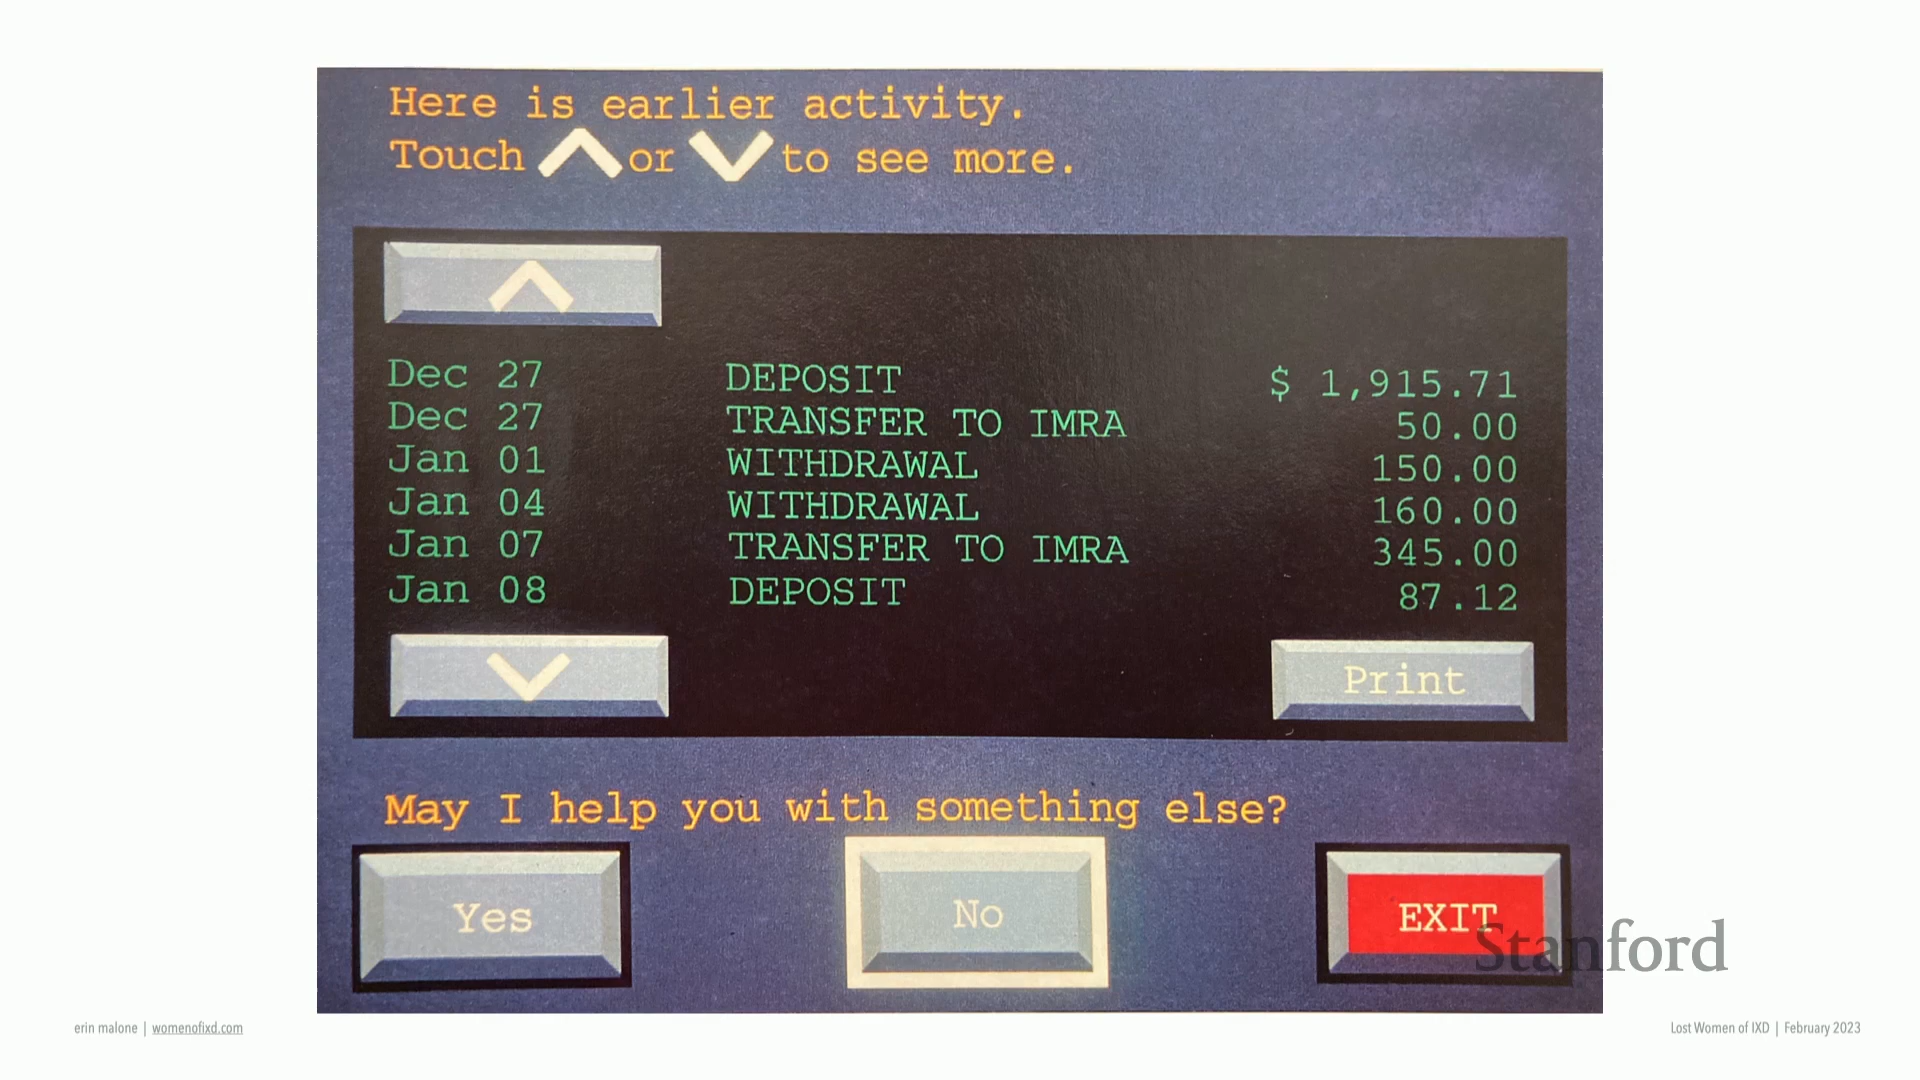 Here is earlier activity.
Touch or to see more.
Dec 27 DEPOSIT $ 1,915.71
Dec 27 TRANSFER TO IMRA 50.00
Jan 01 WITHDRAWAL 150.00
Jan 04 WITHDRAWAL 160.00
Jan 07 TRANSFER TO IMRA 345.00
Jan 08 DEPOSIT 87.12
Print
May I help you with something else?
Yes No EXIT
Stanford
erin malone | womenofixd.com
Lost Women of IXD | February 2023